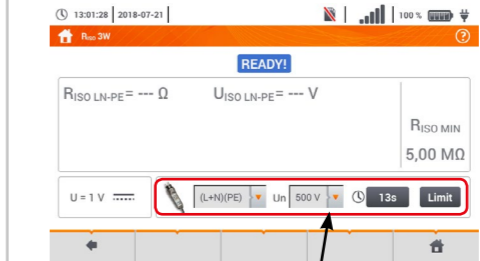 13:01:28 2018-07-21 100 %
RISO 3W ?
READY!
RISO LN-PE= --- Ω UISO LN-PE= --- V
RISO MIN
5,00 MΩ
U = 1 V (L+N)(PE) Un 500 V 13s Limit